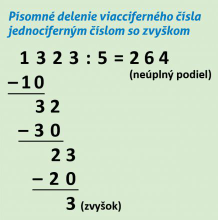 Písomné delenie viacciferného čísla
jednociferným číslom so zvyškom
1 3 2 3 : 5 = 2 6 4
(neúplný podiel)
– 1 0
3 2
– 3 0
2 3
– 2 0
3 (zvyšok)